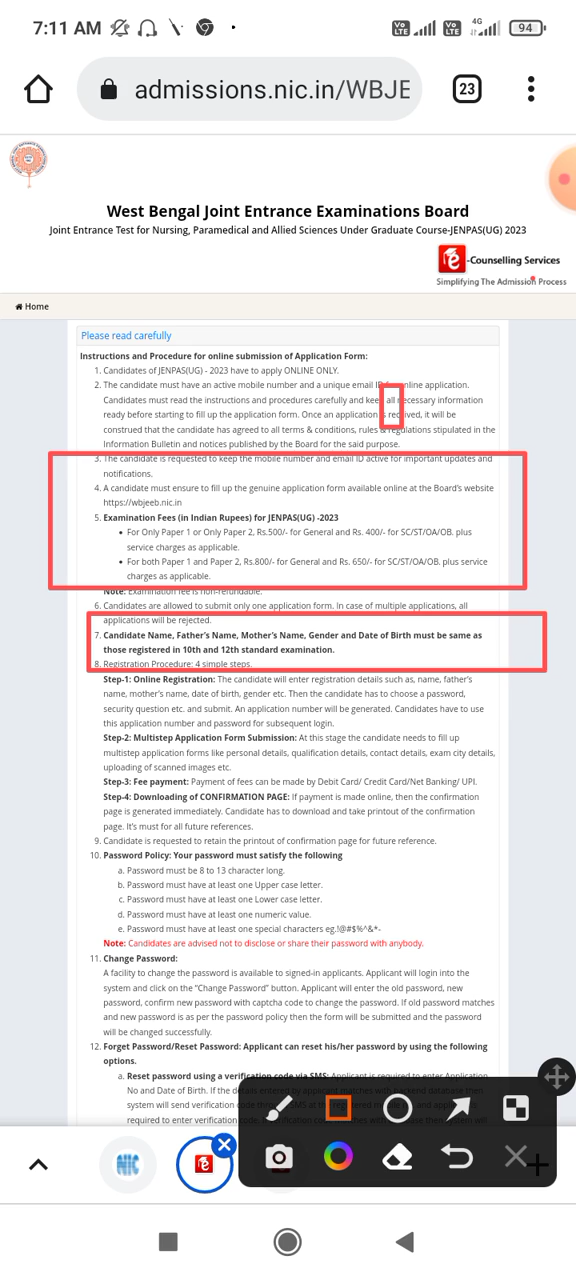 7:11 AM
Vo LTE Vo LTE 4G 94
admissions.nic.in/WBJE
23
West Bengal Joint Entrance Examinations Board
Joint Entrance Test for Nursing, Paramedical and Allied Sciences Under Graduate Course-JENPAS(UG) 2023
e-Counselling Services
Simplifying The Admission Process
Home
Please read carefully
Instructions and Procedure for online submission of Application Form:
1. Candidates of JENPAS(UG) - 2023 have to apply ONLINE ONLY.
2. The candidate must have an active mobile number and a unique email ID for online application.
Candidates must read the instructions and procedures carefully and keep all necessary information
ready before starting to fill up the application form. Once an application is received, it will be
construed that the candidate has agreed to all terms & conditions, rules & regulations stipulated in the
Information Bulletin and notices published by the Board for the said purpose.
3. The candidate is requested to keep the mobile number and email ID active for important updates and
notifications.
4. A candidate must ensure to fill up the genuine application form available online at the Board's website
https://wbjeeb.nic.in
5. Examination Fees (in Indian Rupees) for JENPAS(UG) -2023
• For Only Paper 1 or Only Paper 2, Rs.500/- for General and Rs. 400/- for SC/ST/OA/OB. plus
service charges as applicable.
• For both Paper 1 and Paper 2, Rs.800/- for General and Rs. 650/- for SC/ST/OA/OB. plus service
charges as applicable.
Note: Examination fee is non-refundable.
6. Candidates are allowed to submit only one application form. In case of multiple applications, all
applications will be rejected.
7. Candidate Name, Father's Name, Mother's Name, Gender and Date of Birth must be same as
those registered in 10th and 12th standard examination.
8. Registration Procedure: 4 simple steps.
Step-1: Online Registration: The candidate will enter registration details such as, name, father's
name, mother's name, date of birth, gender etc. Then the candidate has to choose a password,
security question etc. and submit. An application number will be generated. Candidates have to use
this application number and password for subsequent login.
Step-2: Multistep Application Form Submission: At this stage the candidate needs to fill up
multistep application forms like personal details, qualification details, contact details, exam city details,
uploading of scanned images etc.
Step-3: Fee payment: Payment of fees can be made by Debit Card/ Credit Card/Net Banking/ UPI.
Step-4: Downloading of CONFIRMATION PAGE: If payment is made online, then the confirmation
page is generated immediately. Candidate has to download and take printout of the confirmation
page. It's must for all future references.
9. Candidate is requested to retain the printout of confirmation page for future reference.
10. Password Policy: Your password must satisfy the following
a. Password must be 8 to 13 character long.
b. Password must have at least one Upper case letter.
c. Password must have at least one Lower case letter.
d. Password must have at least one numeric value.
e. Password must have at least one special characters eg.!@#$%^&*-
Note: Candidates are advised not to disclose or share their password with anybody.
11. Change Password:
A facility to change the password is available to signed-in applicants. Applicant will login into the
system and click on the "Change Password" button. Applicant will enter the old password, new
password, confirm new password with captcha code to change the password. If old password matches
and new password is as per the password policy then the form will be submitted and the password
will be changed successfully.
12. Forget Password/Reset Password: Applicant can reset his/her password by using the following
options.
a. Reset password using a verification code via SMS: Applicant is required to enter Application
No and Date of Birth. If the details entered by applicant matches with backend database then
system will send verification code
required to enter verification code.
NIC